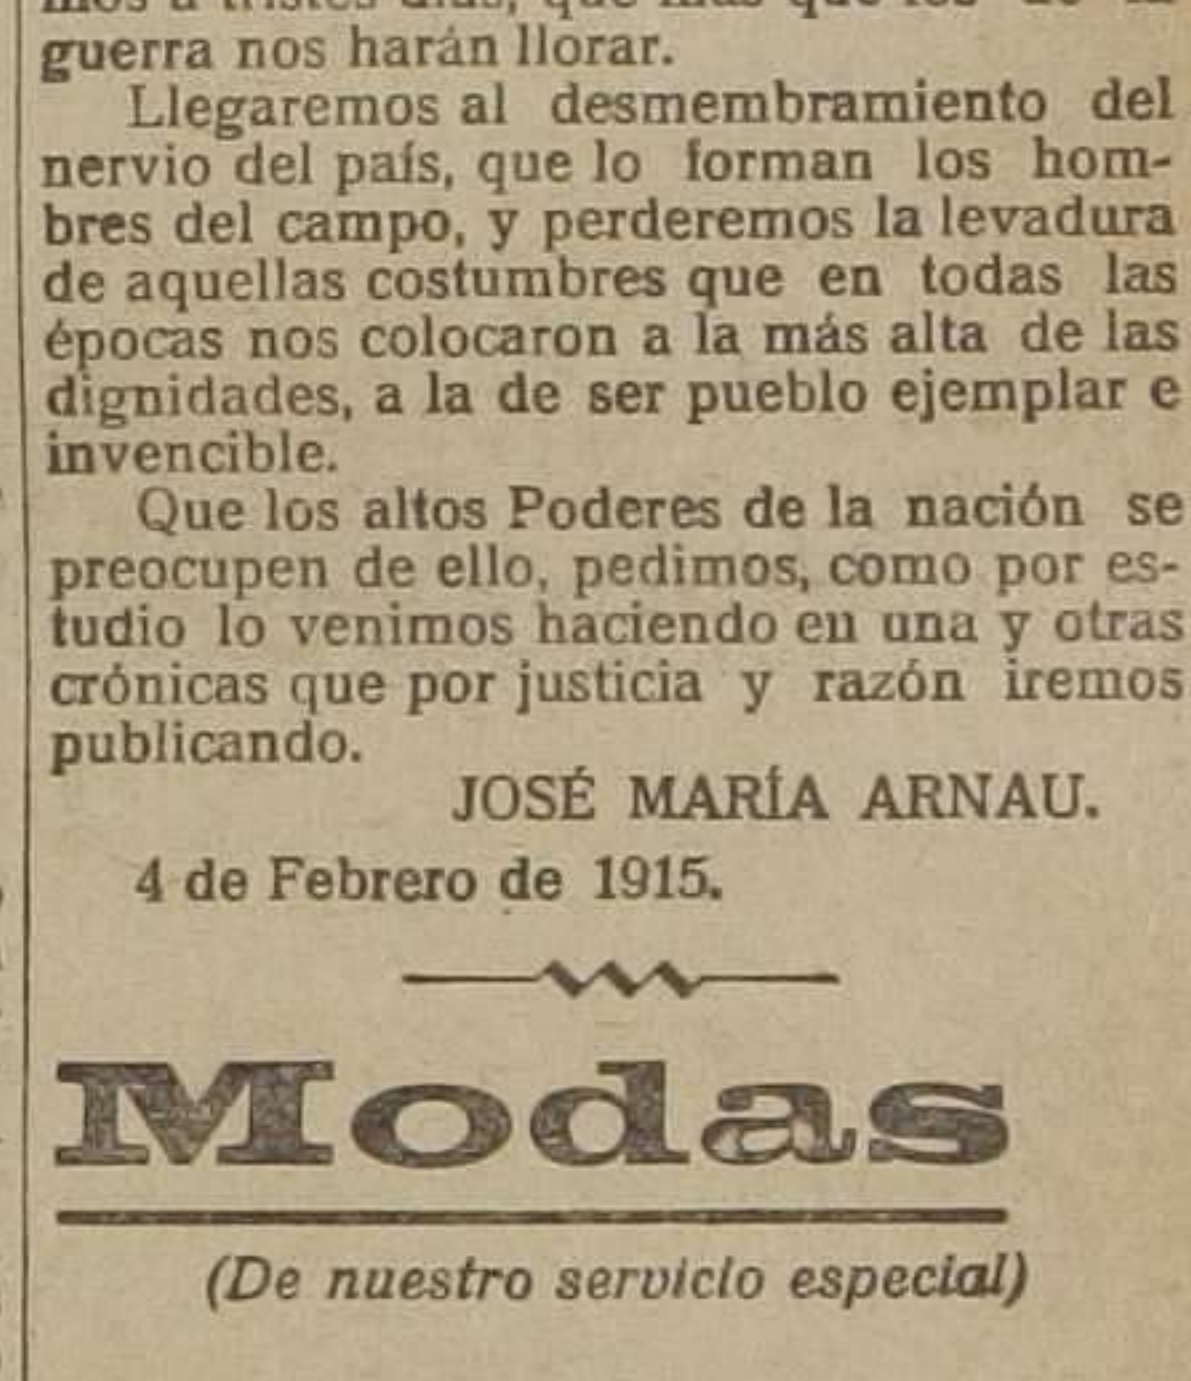 guerra nos harán llorar.
Llegaremos al desmembramiento del
nervio del país, que lo forman los hom-
bres del campo, y perderemos la levadura
de aquellas costumbres que en todas las
épocas nos colocaron a la más alta de las
dignidades, a la de ser pueblo ejemplar e
invencible.
Que los altos Poderes de la nación se
preocupen de ello, pedimos, como por es-
tudio lo venimos haciendo en una y otras
crónicas que por justicia y razón iremos
publicando.
JOSÉ MARÍA ARNAU.
4 de Febrero de 1915.
Modas
(De nuestro servicio especial)